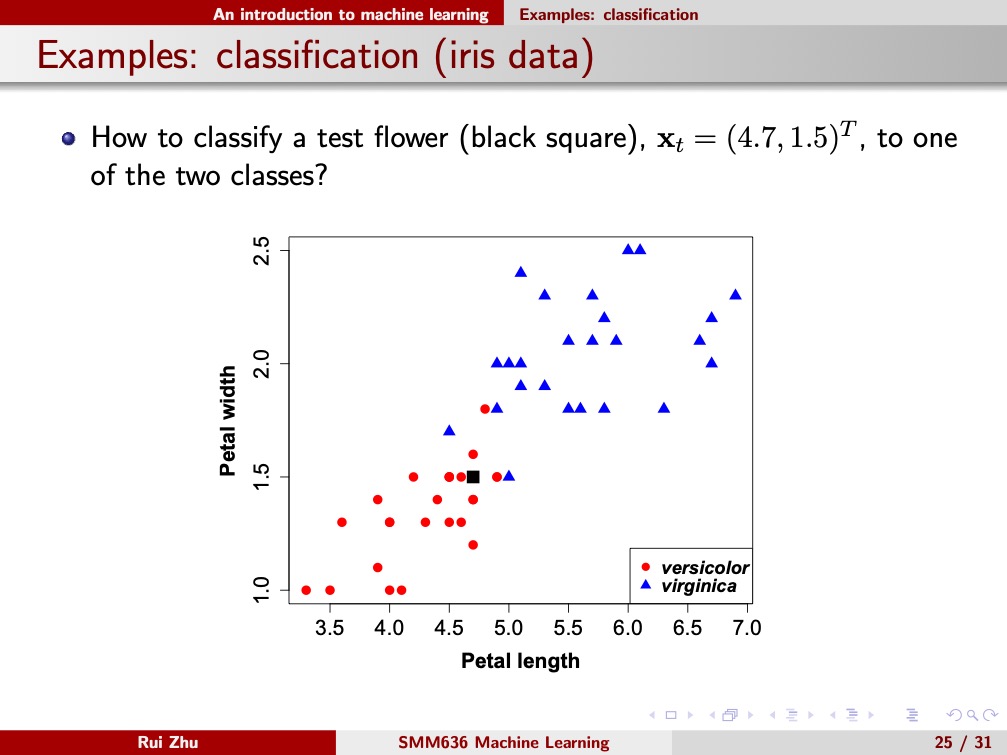 An introduction to machine learning Examples: classification
Examples: classification (iris data)
How to classify a test flower (black square), 𝐱ₜ = (4.7, 1.5)ᵀ, to one
of the two classes?
2.5
2.0
1.5
1.0
Petal width
versicolor
virginica
3.5 4.0 4.5 5.0 5.5 6.0 6.5 7.0
Petal length
Rui Zhu SMM636 Machine Learning 25 / 31